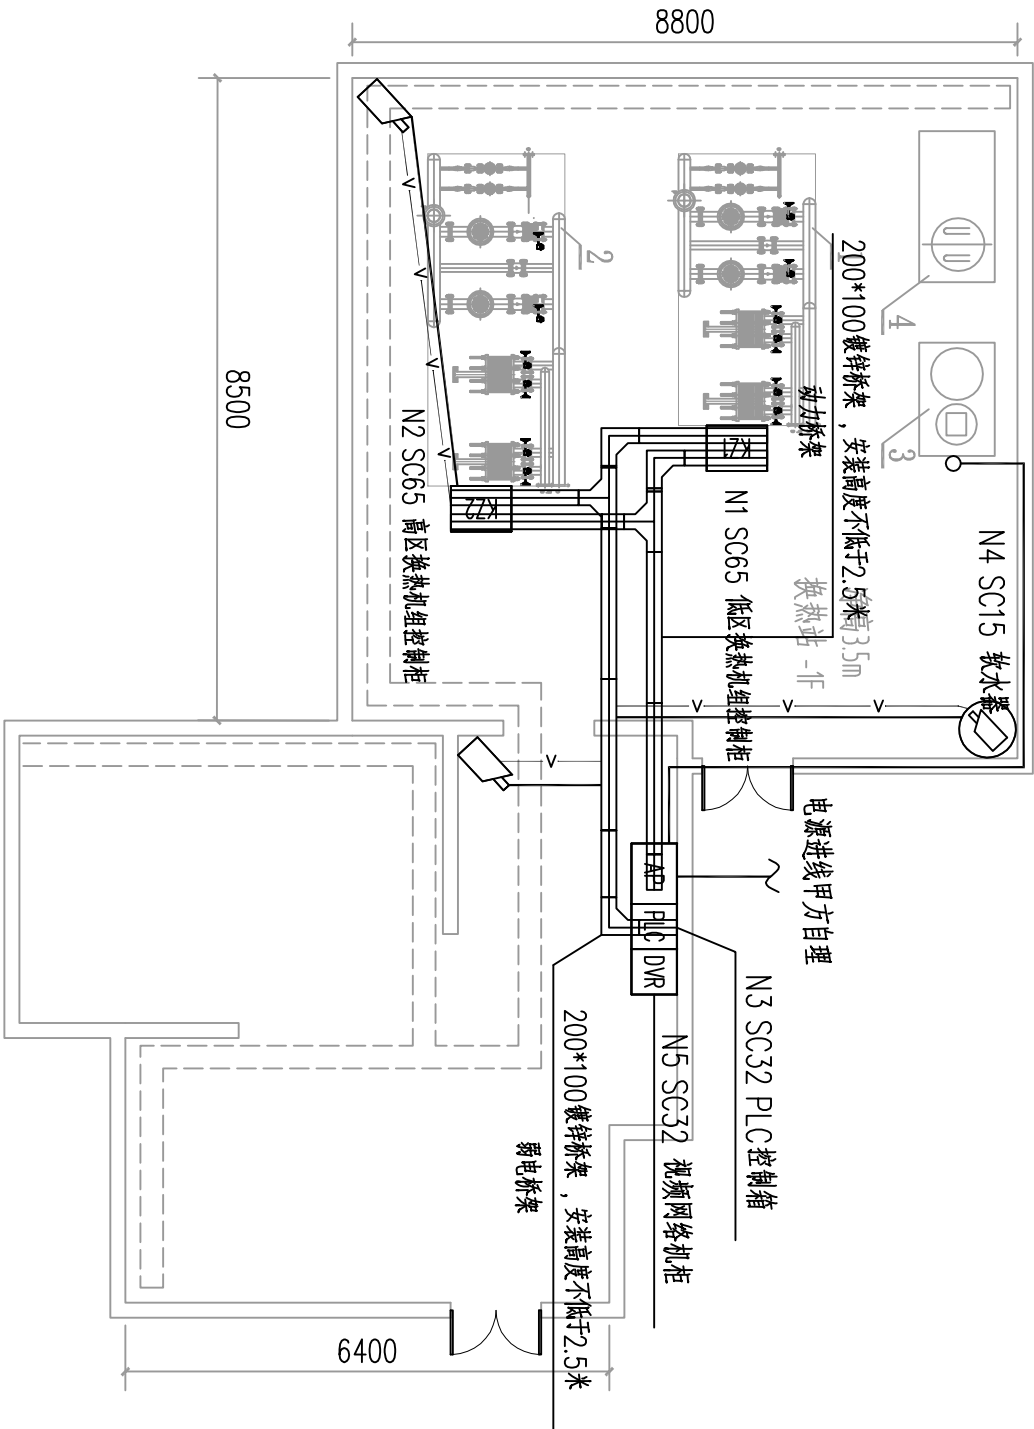 8800
8500
2
1
4
3
200*100镀锌桥架，安装高度不低于2.5米
动力桥架
KZ1
KZ2
N2 SC65 高区换热机组控制柜
N1 SC65 低区换热机组控制柜
换热站 -1F
净高3.5m
N4 SC15 软水器
V
V
V
V
V
V
V
V
电源进线甲方自理
AP
PLC
DVR
N3 SC32 PLC控制箱
N5 SC32 视频网络机柜
200*100镀锌桥架，安装高度不低于2.5米
弱电桥架
6400